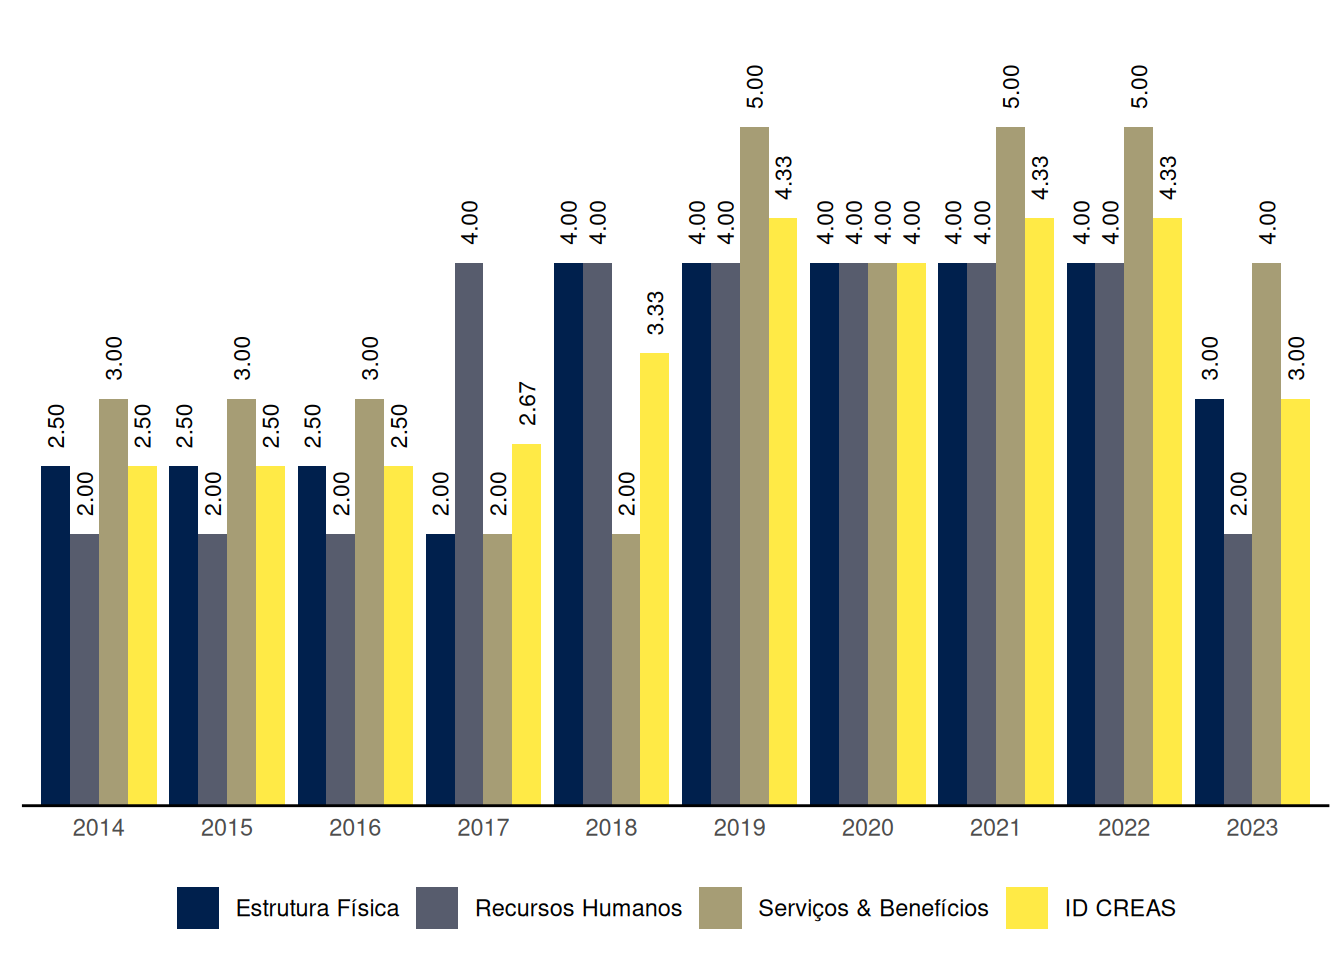 5.00 5.00 5.00
4.33 4.33 4.33
4.00 4.00 4.00 4.00 4.00 4.00 4.00 4.00 4.00 4.00 4.00 4.00 4.00 4.00
3.33
3.00 3.00 3.00 3.00 3.00
2.67
2.50 2.50 2.50 2.50 2.50 2.50
2.00 2.00 2.00 2.00 2.00 2.00 2.00
2014 2015 2016 2017 2018 2019 2020 2021 2022 2023
Estrutura Física Recursos Humanos Serviços & Benefícios ID CREAS